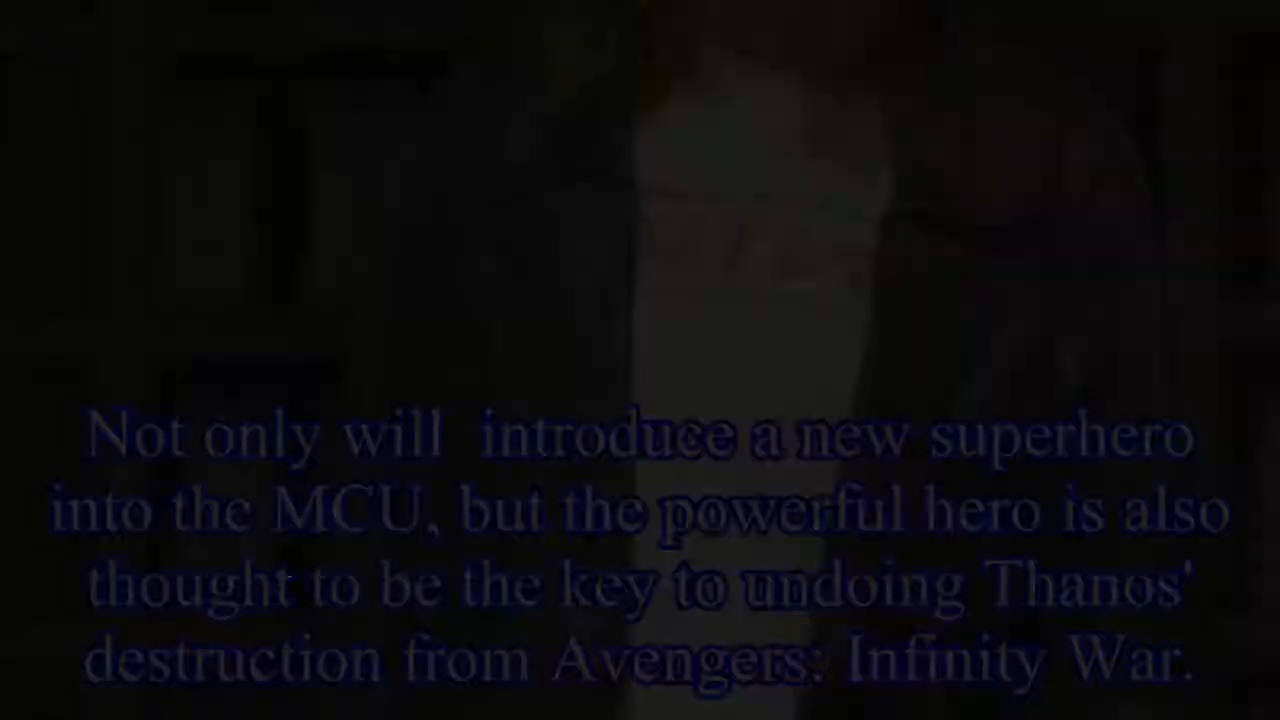 Not only will  introduce a new superhero
into the MCU, but the powerful hero is also
thought to be the key to undoing Thanos'
destruction from Avengers: Infinity War.